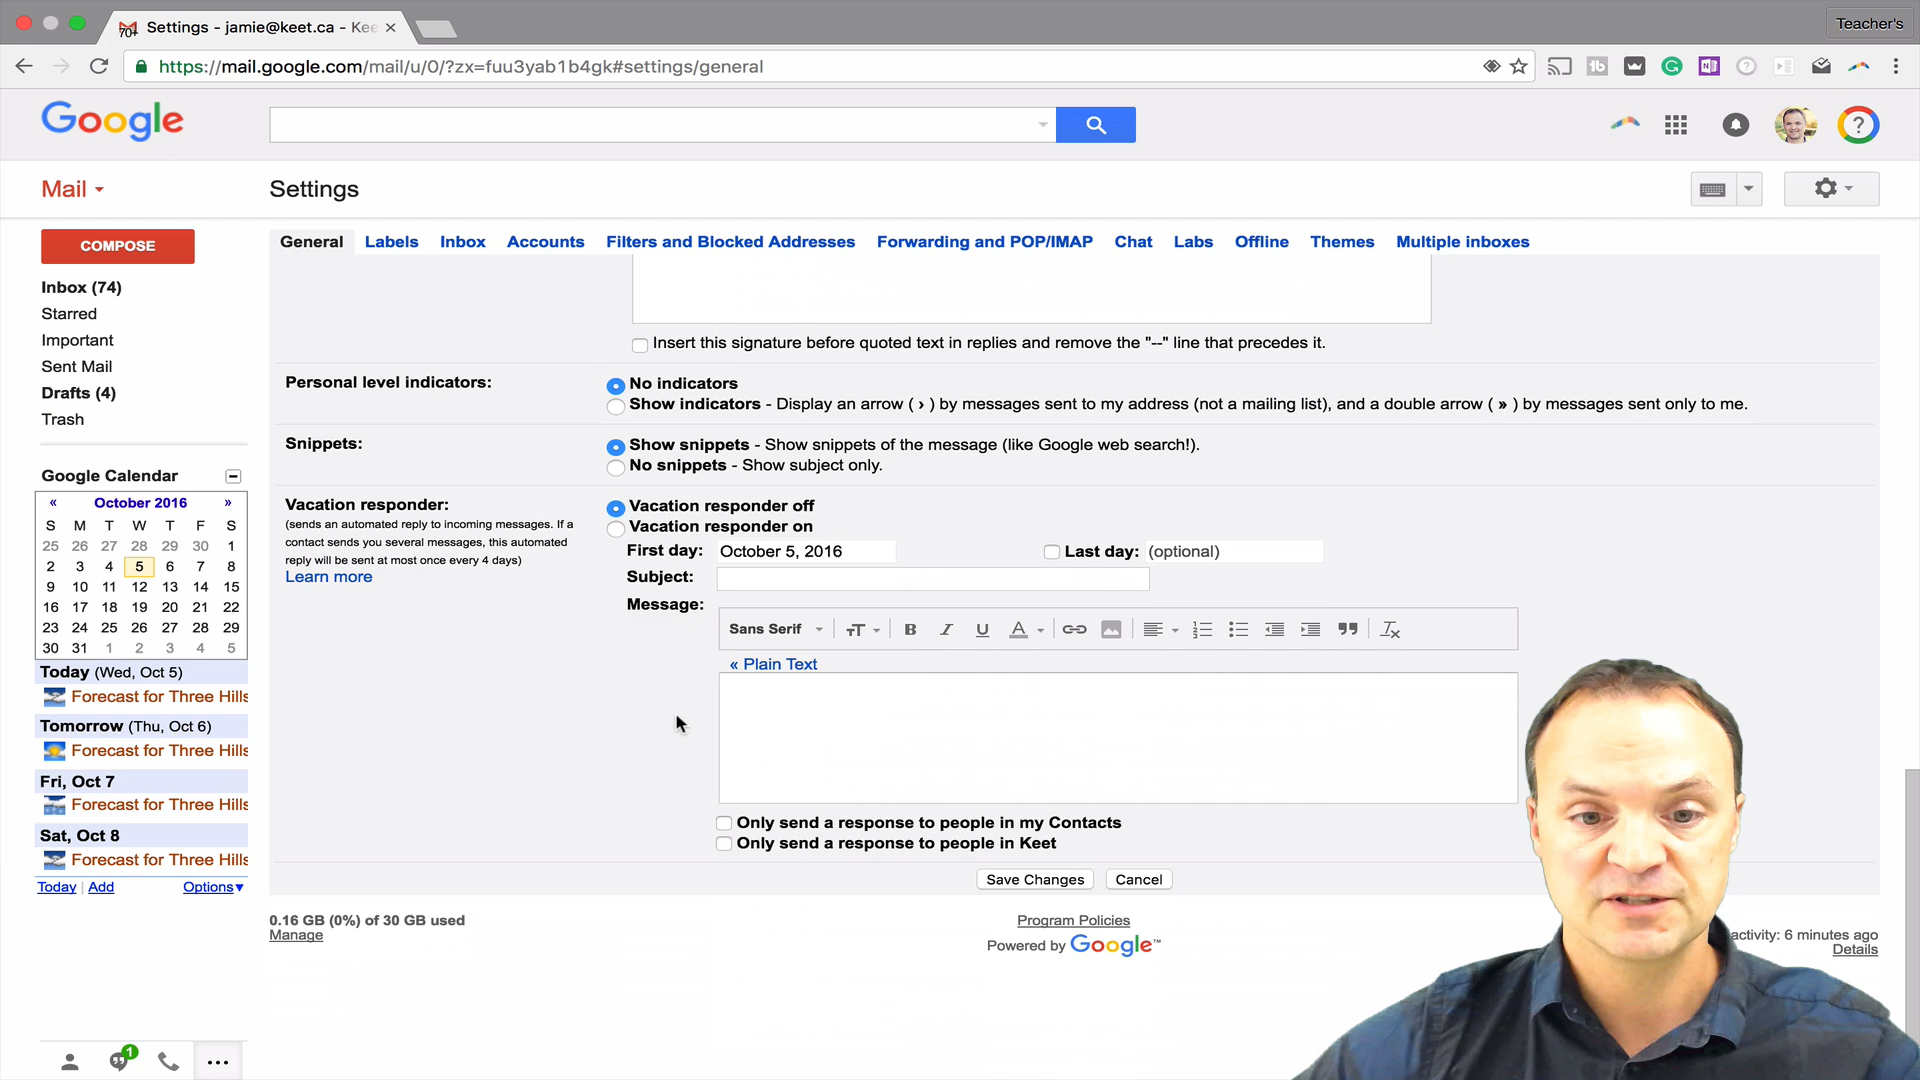 Settings - jamie@keet.ca - Kee
Teacher's
704
https://mail.google.com/mail/u/0/?zx=fuu3yab1b4gk#settings/general
Google
Mail
Settings
COMPOSE
General Labels Inbox Accounts Filters and Blocked Addresses Forwarding and POP/IMAP Chat Labs Offline Themes Multiple inboxes
Inbox (74)
Starred
Important
Sent Mail
Drafts (4)
Trash
Insert this signature before quoted text in replies and remove the "--" line that precedes it.
Personal level indicators:
No indicators
Show indicators - Display an arrow ( › ) by messages sent to my address (not a mailing list), and a double arrow ( » ) by messages sent only to me.
Snippets:
Show snippets - Show snippets of the message (like Google web search!).
No snippets - Show subject only.
Vacation responder:
(sends an automated reply to incoming messages. If a
contact sends you several messages, this automated
reply will be sent at most once every 4 days)
Learn more
Vacation responder off
Vacation responder on
First day: October 5, 2016 Last day: (optional)
Subject:
Message:
Sans Serif
« Plain Text
Only send a response to people in my Contacts
Only send a response to people in Keet
Save Changes Cancel
Google Calendar
« October 2016 »
S M T W T F S
25 26 27 28 29 30 1
2 3 4 5 6 7 8
9 10 11 12 13 14 15
16 17 18 19 20 21 22
23 24 25 26 27 28 29
30 31 1 2 3 4 5
Today (Wed, Oct 5)
Forecast for Three Hills
Tomorrow (Thu, Oct 6)
Forecast for Three Hills
Fri, Oct 7
Forecast for Three Hills
Sat, Oct 8
Forecast for Three Hills
Today | Add Options▼
0.16 GB (0%) of 30 GB used
Manage
Program Policies
Powered by Google™
activity: 6 minutes ago
Details
1